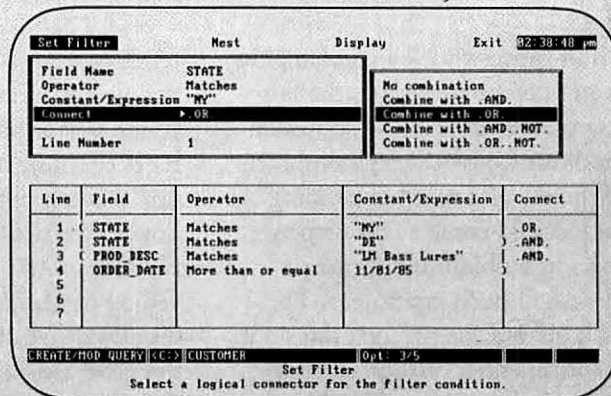 Set Filter Nest Display Exit 02:38:48 pm
Field Name STATE
Operator Matches
Constant/Expression "NY"
Connect ▶.OR
Line Number 1
No combination
Combine with .AND.
Combine with .OR.
Combine with .AND..NOT.
Combine with .OR..NOT.
Line Field Operator Constant/Expression Connect
1 ( STATE Matches "NY" .OR.
2 STATE Matches "DE" .AND.
3 ( PROD_DESC Matches "LM Bass Lures" .AND.
4 ORDER_DATE More than or equal 11/01/85
5
6
7
CREATE/MOD QUERY <C:> CUSTOMER Opt: 3/5
Set Filter
Select a logical connector for the filter condition.